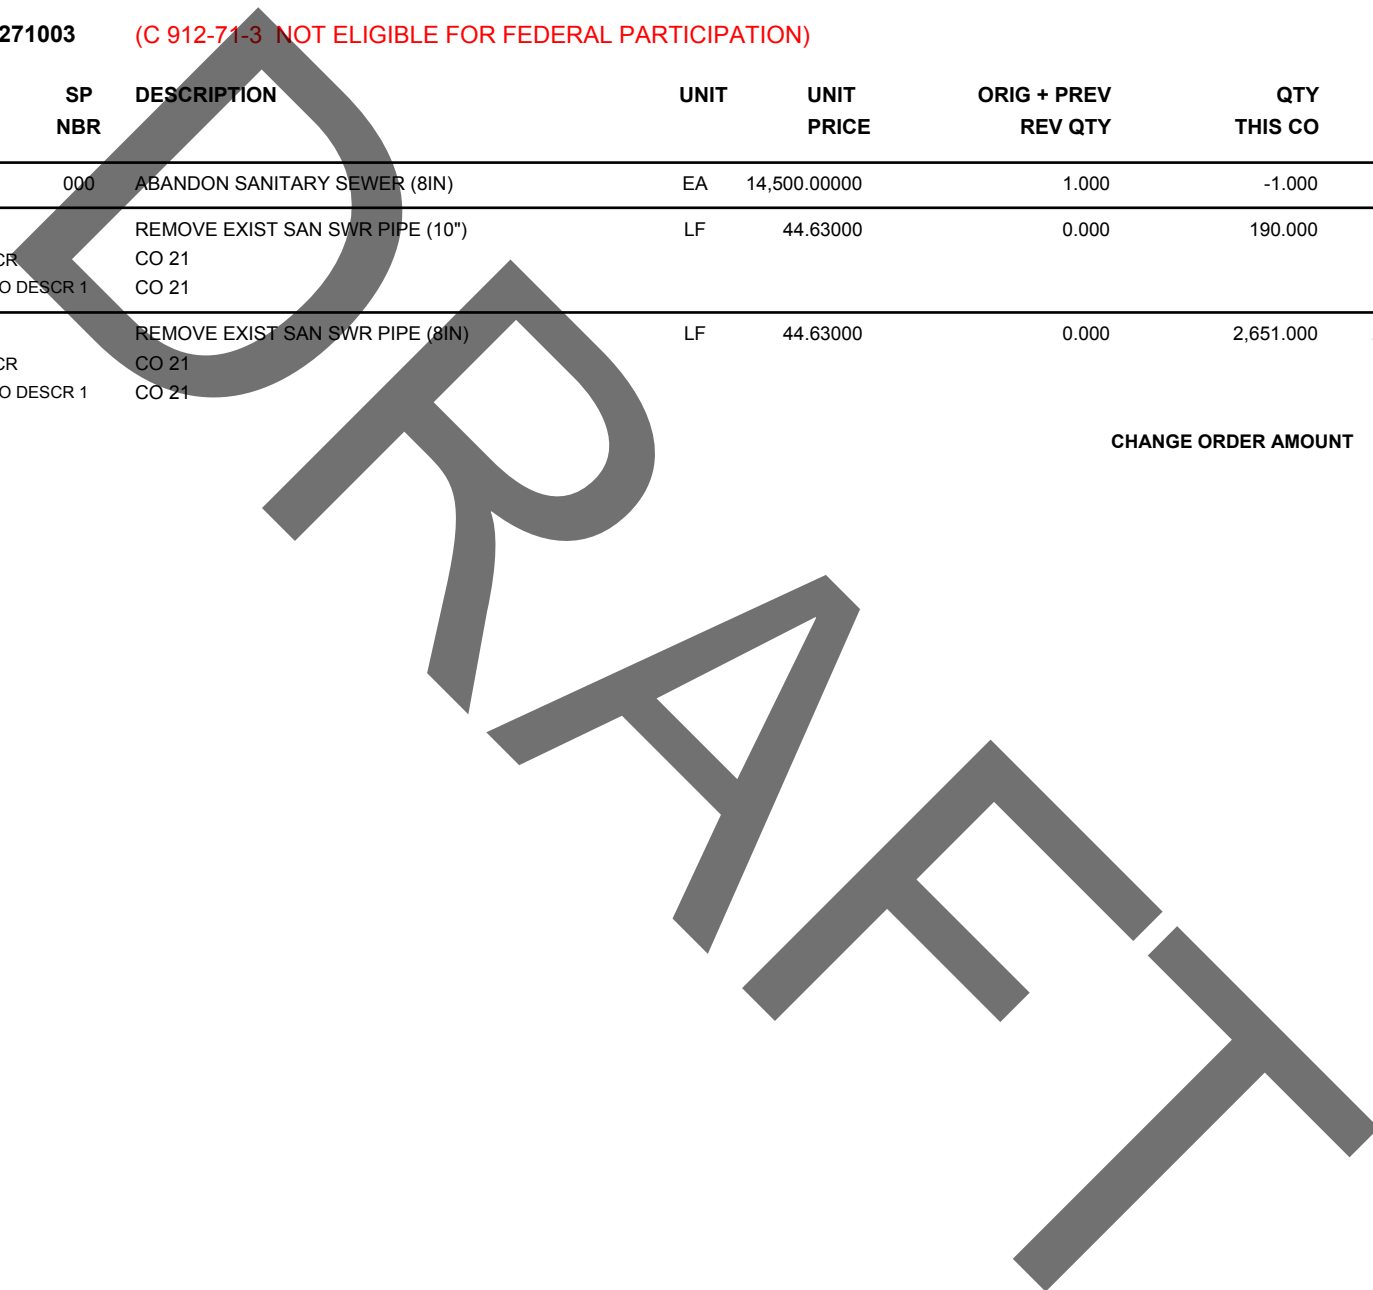 271003 (C 912-71-3 NOT ELIGIBLE FOR FEDERAL PARTICIPATION)
SP DESCRIPTION UNIT UNIT ORIG + PREV QTY
NBR PRICE REV QTY THIS CO
000 ABANDON SANITARY SEWER (8IN) EA 14,500.00000 1.000 -1.000
REMOVE EXIST SAN SWR PIPE (10") LF 44.63000 0.000 190.000
CR CO 21
O DESCR 1 CO 21
REMOVE EXIST SAN SWR PIPE (8IN) LF 44.63000 0.000 2,651.000
CR CO 21
O DESCR 1 CO 21
CHANGE ORDER AMOUNT
DRAFT